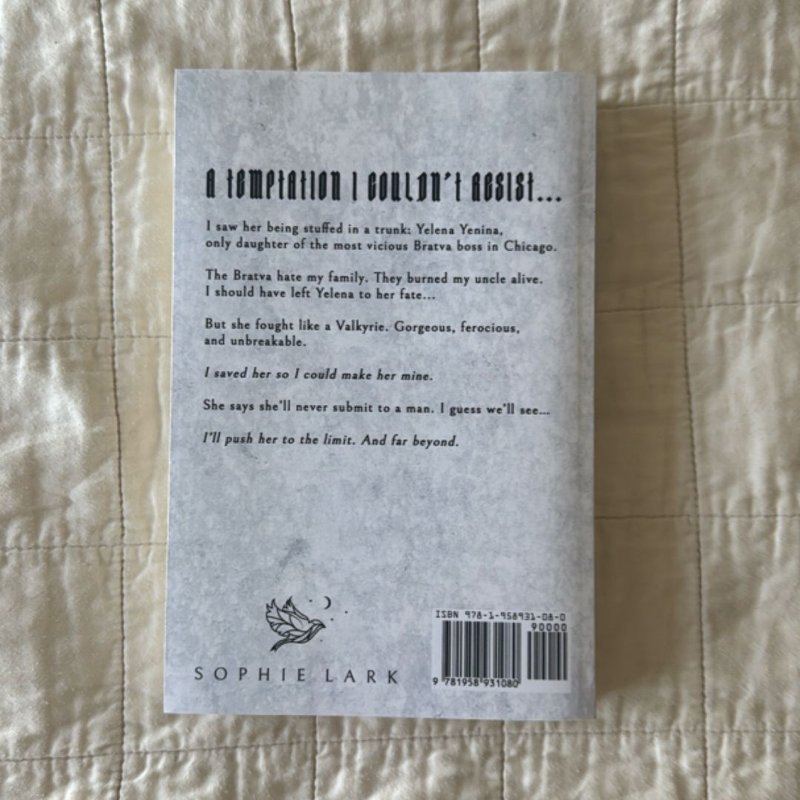 A TEMPTATION I COULDN'T RESIST...
I saw her being stuffed in a trunk: Yelena Yenina,
only daughter of the most vicious Bratva boss in Chicago.
The Bratva hate my family. They burned my uncle alive.
I should have left Yelena to her fate...
But she fought like a Valkyrie. Gorgeous, ferocious,
and unbreakable.
I saved her so I could make her mine.
She says she'll never submit to a man. I guess we'll see...
I'll push her to the limit. And far beyond.
SOPHIE LARK
ISBN 978-1-958931-08-0
90000
9 781958 931080